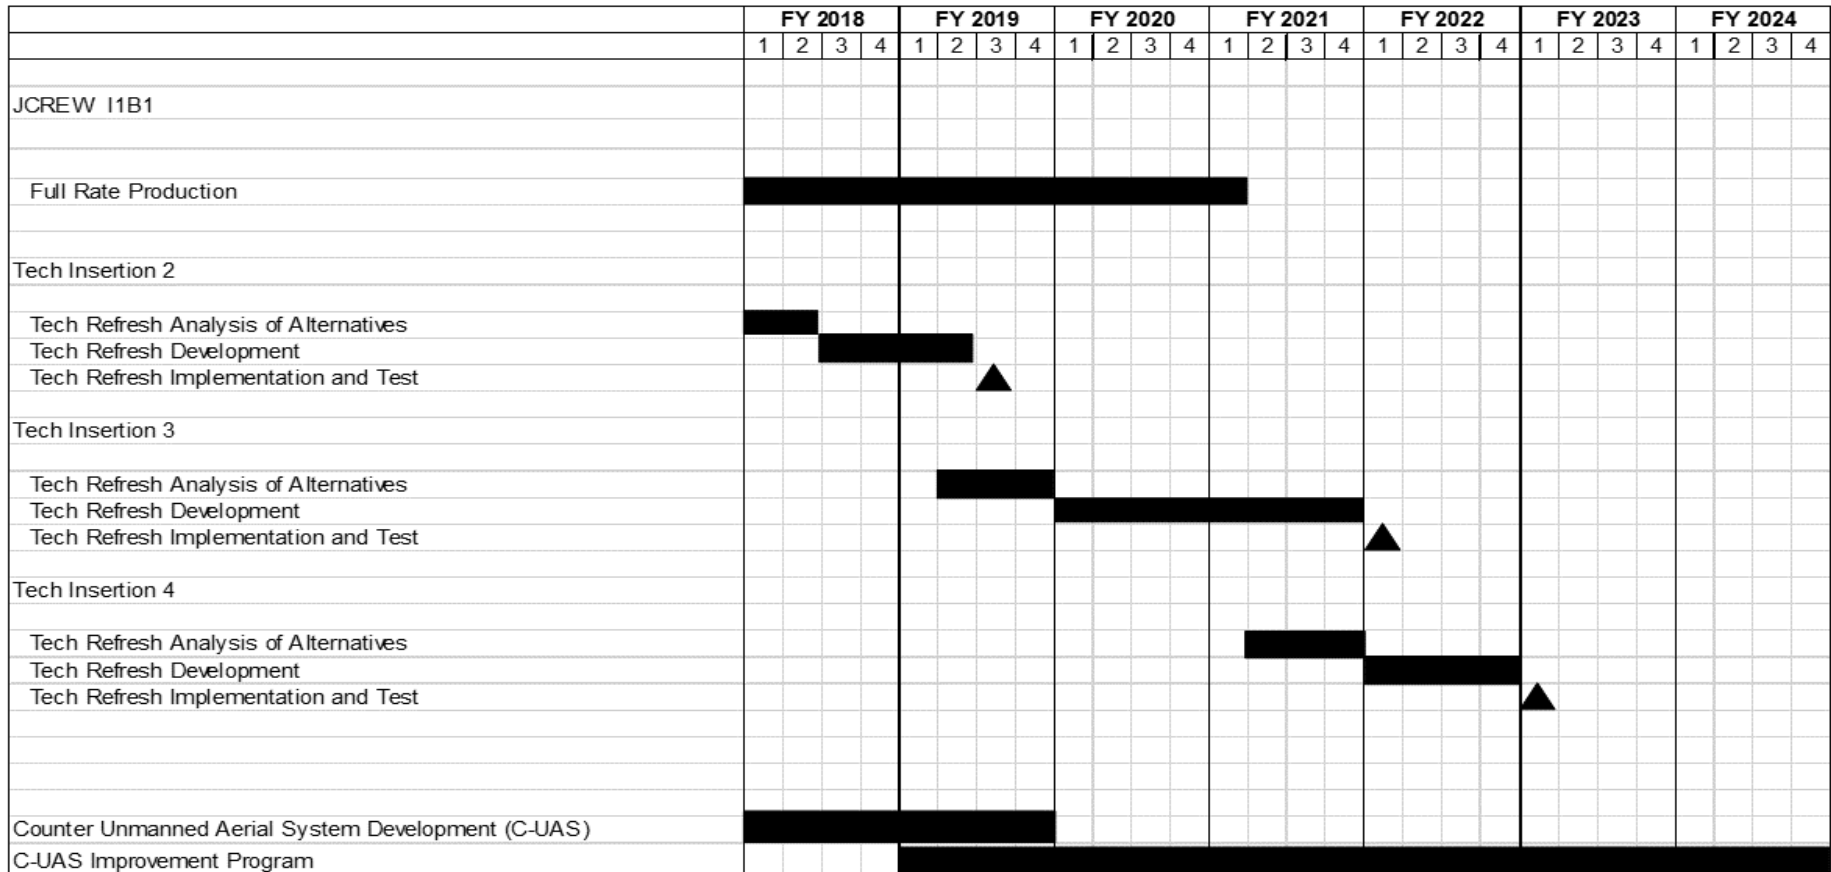 FY 2018 FY 2019 FY 2020 FY 2021 FY 2022 FY 2023 FY 2024
1 2 3 4 1 2 3 4 1 2 3 4 1 2 3 4 1 2 3 4 1 2 3 4 1 2 3 4
JCREW I1B1
Full Rate Production
Tech Insertion 2
Tech Refresh Analysis of Alternatives
Tech Refresh Development
Tech Refresh Implementation and Test
Tech Insertion 3
Tech Refresh Analysis of Alternatives
Tech Refresh Development
Tech Refresh Implementation and Test
Tech Insertion 4
Tech Refresh Analysis of Alternatives
Tech Refresh Development
Tech Refresh Implementation and Test
Counter Unmanned Aerial System Development (C-UAS)
C-UAS Improvement Program